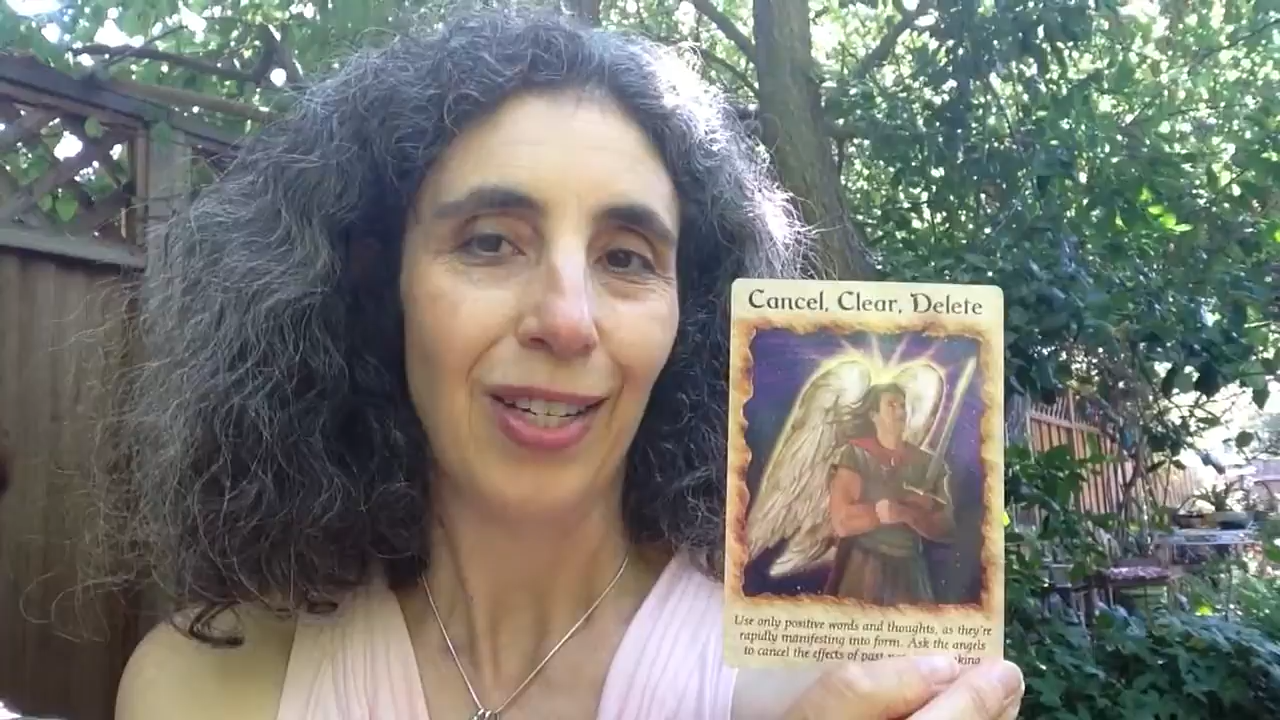 Cancel, Clear, Delete
Use only positive words and thoughts, as they're
rapidly manifesting into form. Ask the angels
to cancel the effects of past